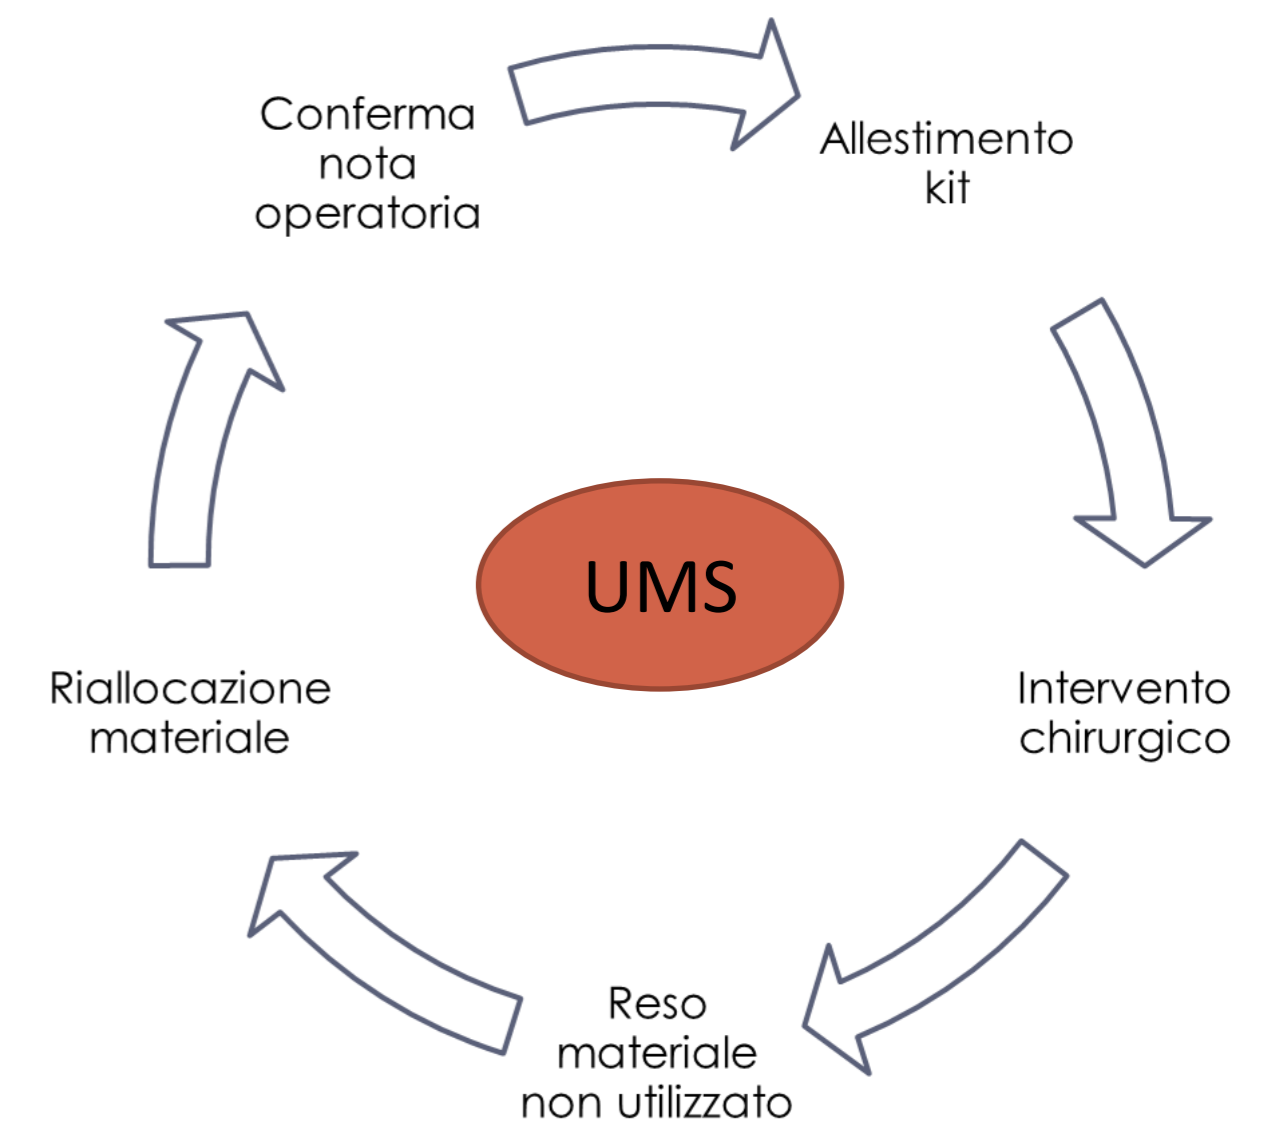 Conferma
nota
operatoria
Allestimento
kit
UMS
Riallocazione
materiale
Intervento
chirurgico
Reso
materiale
non utilizzato